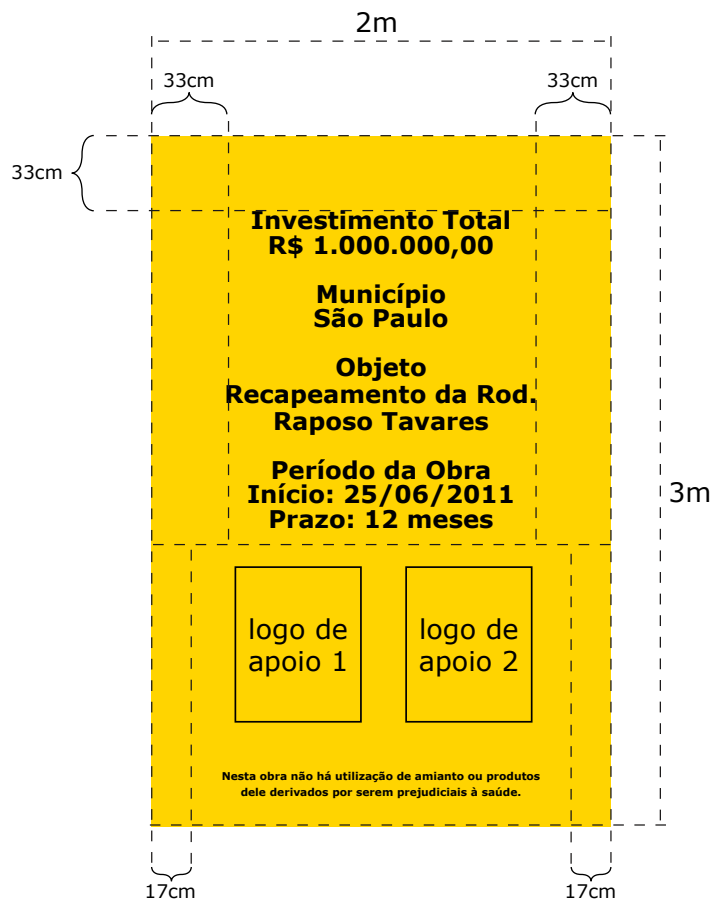 2m
33cm
33cm
33cm
Investimento Total
R$ 1.000.000,00
Município
São Paulo
Objeto
Recapeamento da Rod.
Raposo Tavares
Período da Obra
Início: 25/06/2011
Prazo: 12 meses
3m
logo de
apoio 1
logo de
apoio 2
Nesta obra não há utilização de amianto ou produtos
dele derivados por serem prejudiciais à saúde.
17cm
17cm